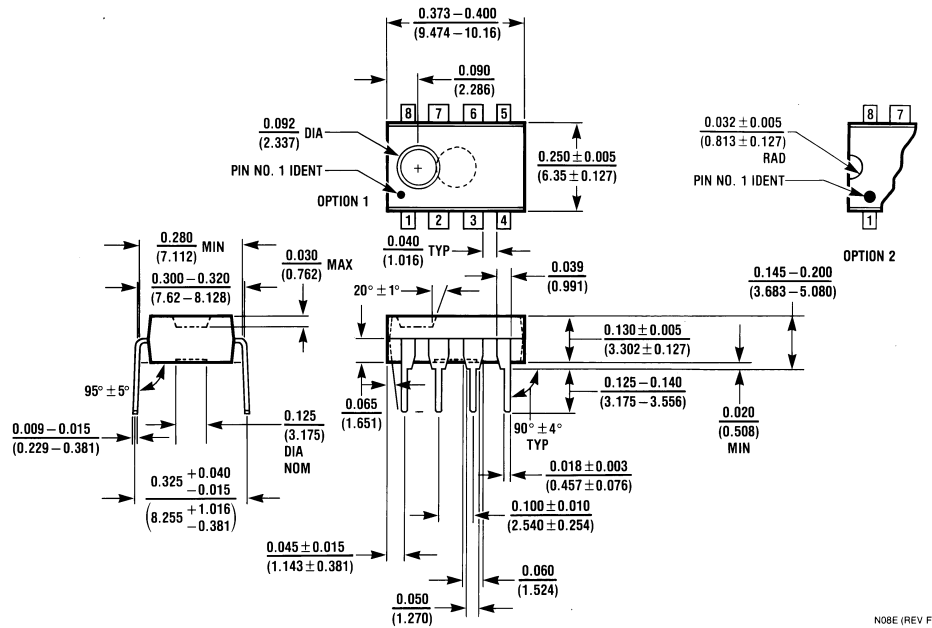 0.373 – 0.400
(9.474 – 10.16)
0.090
(2.286)
8 7 6 5
0.092 DIA
(2.337)
PIN NO. 1 IDENT
OPTION 1
1 2 3 4
0.250 ± 0.005
(6.35 ± 0.127)
8 7
0.032 ± 0.005
(0.813 ± 0.127)
RAD
PIN NO. 1 IDENT
1
OPTION 2
0.280 MIN
(7.112)
0.300 – 0.320
(7.62 – 8.128)
0.030 MAX
(0.762)
0.040 TYP
(1.016)
0.039
(0.991)
20° ± 1°
0.145 – 0.200
(3.683 – 5.080)
0.130 ± 0.005
(3.302 ± 0.127)
0.125 – 0.140
(3.175 – 3.556)
0.020
(0.508)
MIN
95° ± 5°
0.009 – 0.015
(0.229 – 0.381)
0.125
(3.175)
DIA
NOM
0.065
(1.651)
90° ± 4°
TYP
0.325 +0.040
–0.015
(8.255 +1.016
–0.381)
0.018 ± 0.003
(0.457 ± 0.076)
0.100 ± 0.010
(2.540 ± 0.254)
0.045 ± 0.015
(1.143 ± 0.381)
0.060
(1.524)
0.050
(1.270)
N08E (REV F